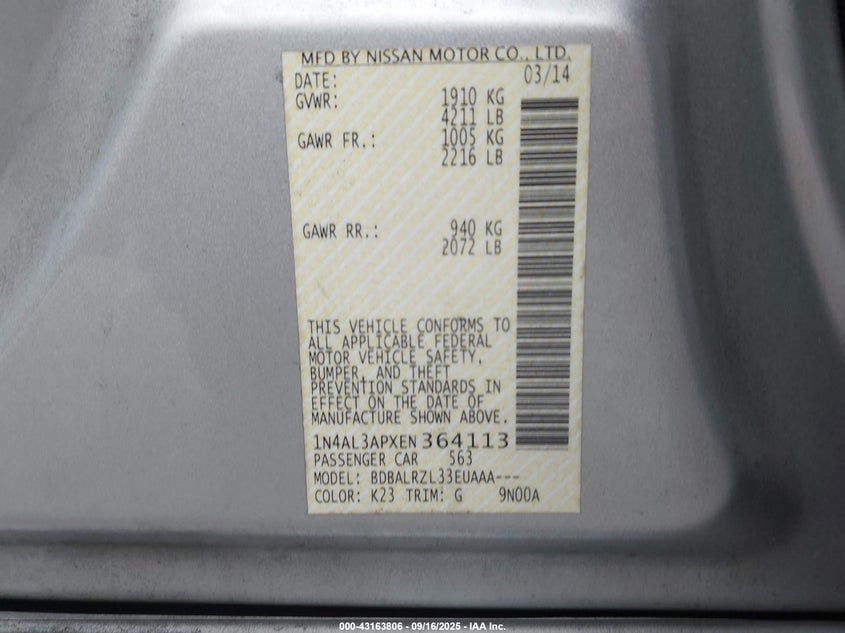 MFD BY NISSAN MOTOR CO., LTD.
DATE: 03/14
GVWR: 1910 KG
4211 LB
GAWR FR.: 1005 KG
2216 LB
GAWR RR.: 940 KG
2072 LB
THIS VEHICLE CONFORMS TO
ALL APPLICABLE FEDERAL
MOTOR VEHICLE SAFETY,
BUMPER, AND THEFT
PREVENTION STANDARDS IN
EFFECT ON THE DATE OF
MANUFACTURE SHOWN ABOVE.
1N4AL3APXEN 364113
PASSENGER CAR 563
MODEL: BDBALRZL33EUAAA---
COLOR: K23 TRIM: G 9N00A
000-43163806 - 09/16/2025 - IAA Inc.